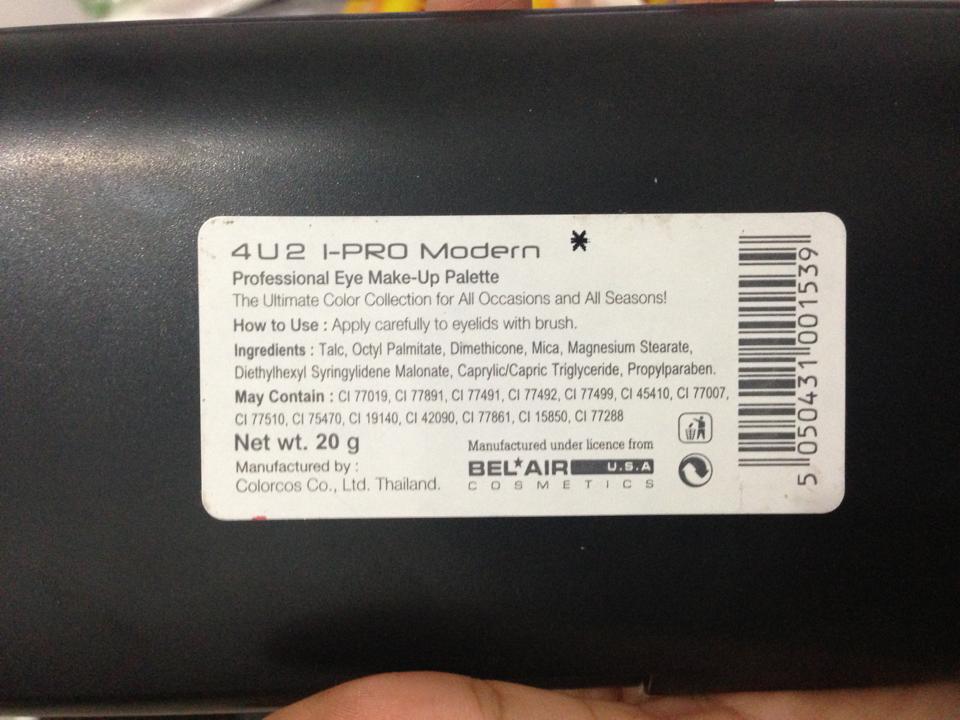 4U2 I-PRO Modern *
Professional Eye Make-Up Palette
The Ultimate Color Collection for All Occasions and All Seasons!
How to Use : Apply carefully to eyelids with brush.
Ingredients : Talc, Octyl Palmitate, Dimethicone, Mica, Magnesium Stearate,
Diethylhexyl Syringylidene Malonate, Caprylic/Capric Triglyceride, Propylparaben.
May Contain : CI 77019, CI 77891, CI 77491, CI 77492, CI 77499, CI 45410, CI 77007,
CI 77510, CI 75470, CI 19140, CI 42090, CI 77861, CI 15850, CI 77288
Net wt. 20 g
Manufactured by :
Colorcos Co., Ltd. Thailand.
Manufactured under licence from
BEL★AIR U.S.A
COSMETICS
5 050431 001539